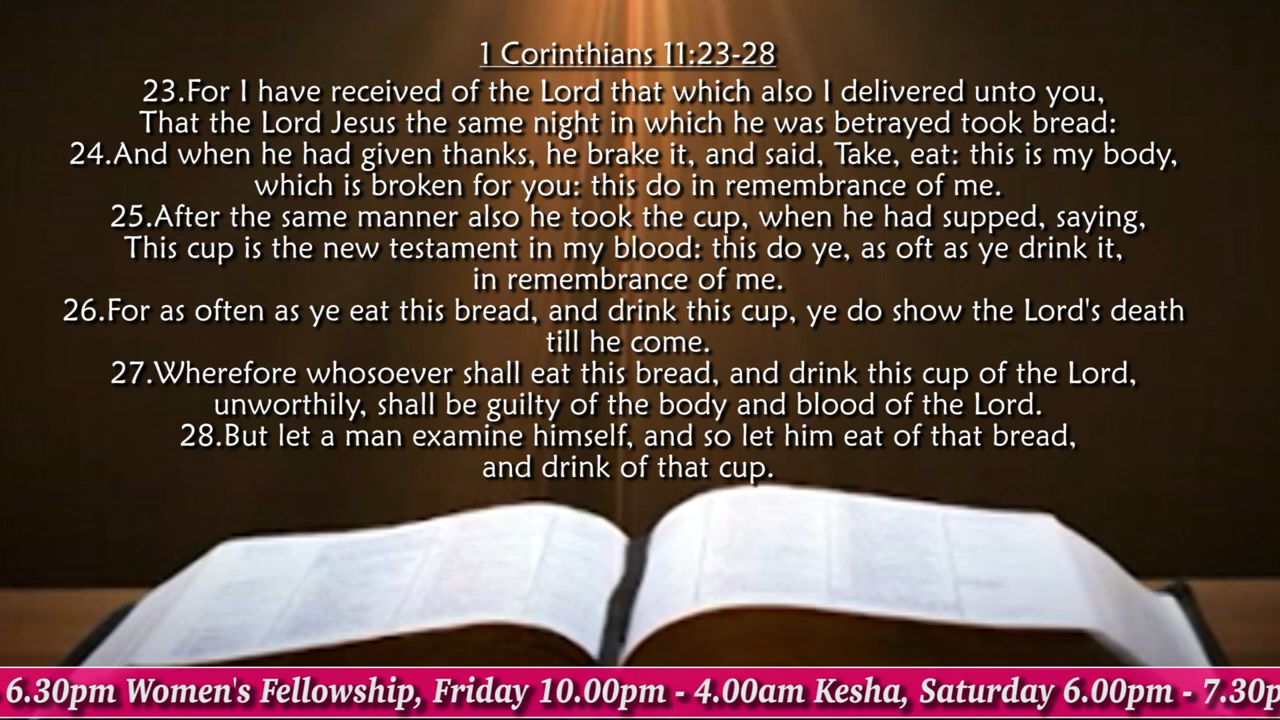 1 Corinthians 11:23-28
23.For I have received of the Lord that which also I delivered unto you,
That the Lord Jesus the same night in which he was betrayed took bread:
24.And when he had given thanks, he brake it, and said, Take, eat: this is my body,
which is broken for you: this do in remembrance of me.
25.After the same manner also he took the cup, when he had supped, saying,
This cup is the new testament in my blood: this do ye, as oft as ye drink it,
in remembrance of me.
26.For as often as ye eat this bread, and drink this cup, ye do show the Lord's death
till he come.
27.Wherefore whosoever shall eat this bread, and drink this cup of the Lord,
unworthily, shall be guilty of the body and blood of the Lord.
28.But let a man examine himself, and so let him eat of that bread,
and drink of that cup.
6.30pm Women's Fellowship, Friday 10.00pm - 4.00am Kesha, Saturday 6.00pm - 7.30p